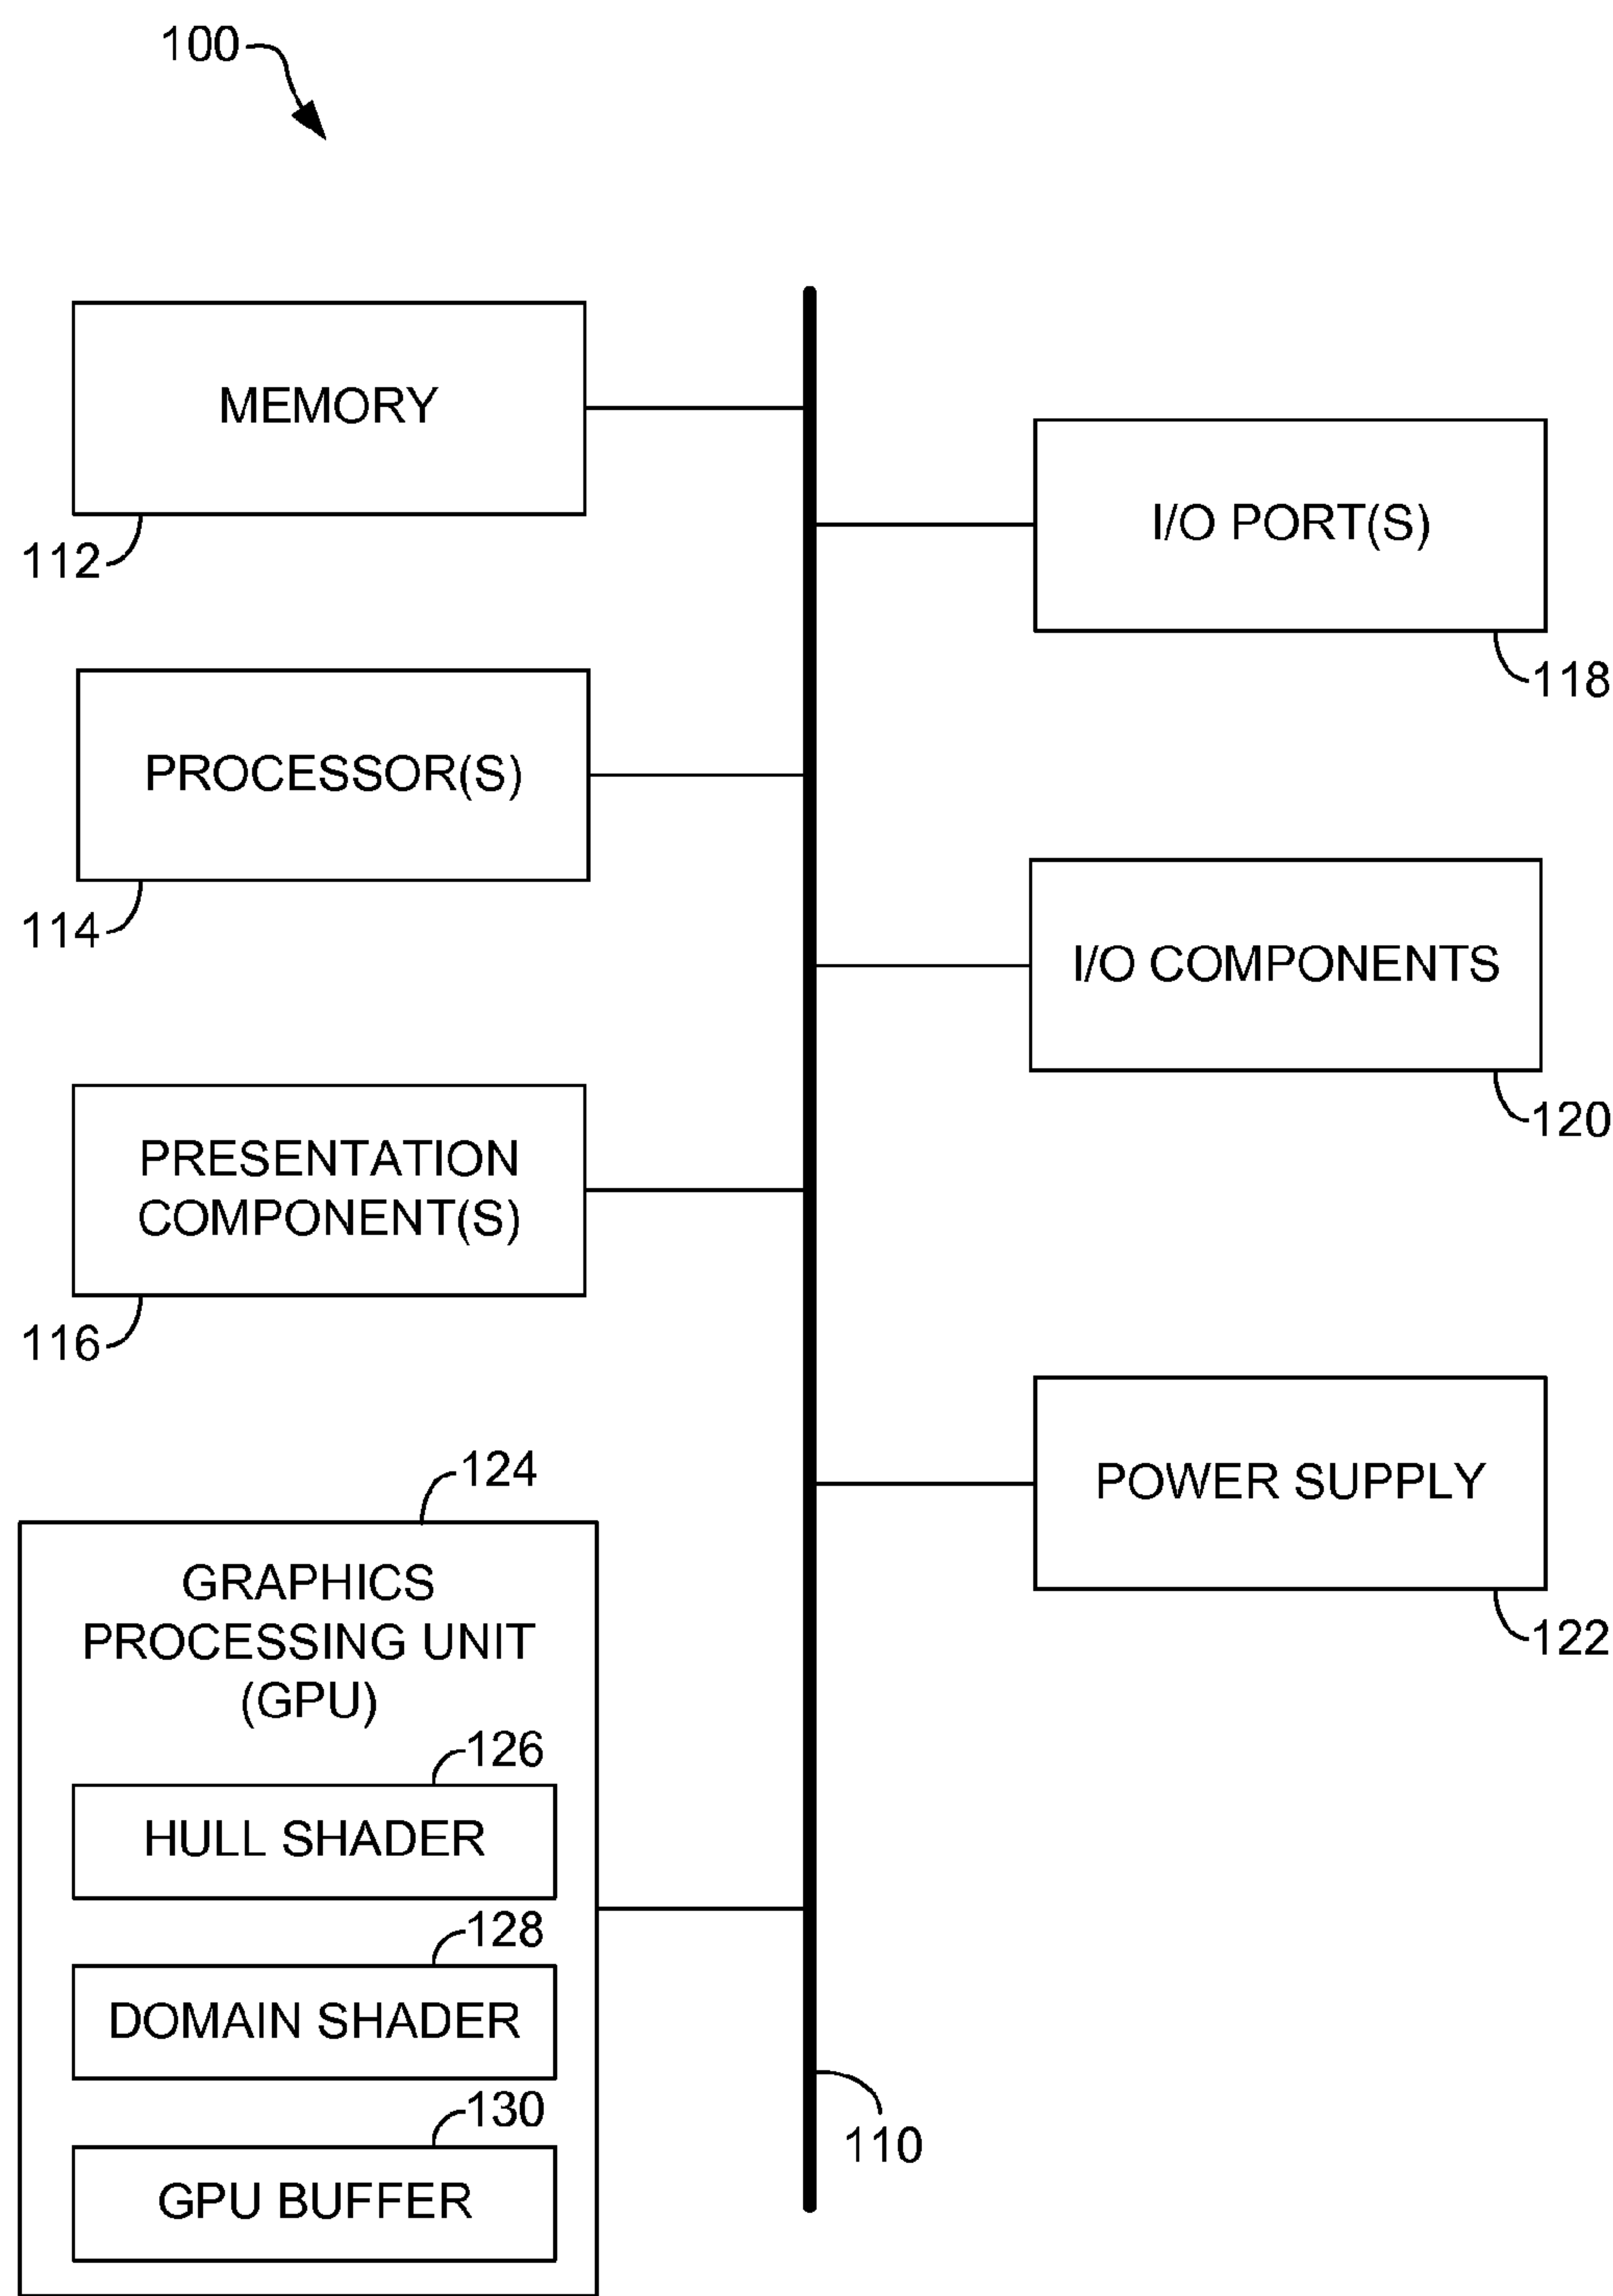 100
MEMORY
112
I/O PORT(S)
118
PROCESSOR(S)
114
I/O COMPONENTS
120
PRESENTATION
COMPONENT(S)
116
POWER SUPPLY
122
124
GRAPHICS
PROCESSING UNIT
(GPU)
126
HULL SHADER
128
DOMAIN SHADER
130
GPU BUFFER
110